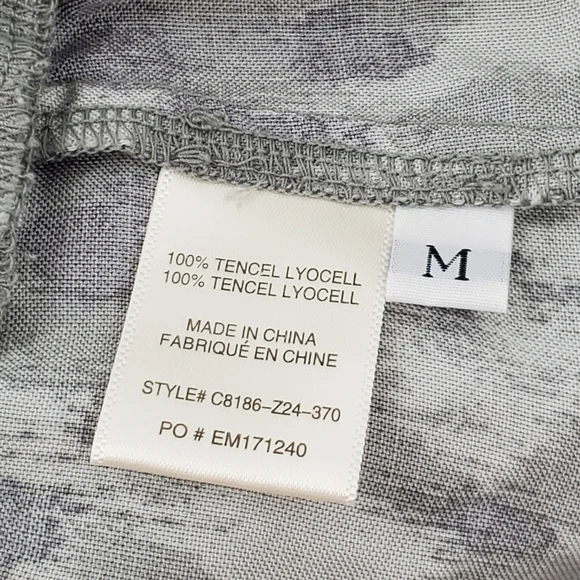 100% TENCEL LYOCELL
100% TENCEL LYOCELL
MADE IN CHINA
FABRIQUÉ EN CHINE
STYLE# C8186-Z24-370
PO # EM171240
M